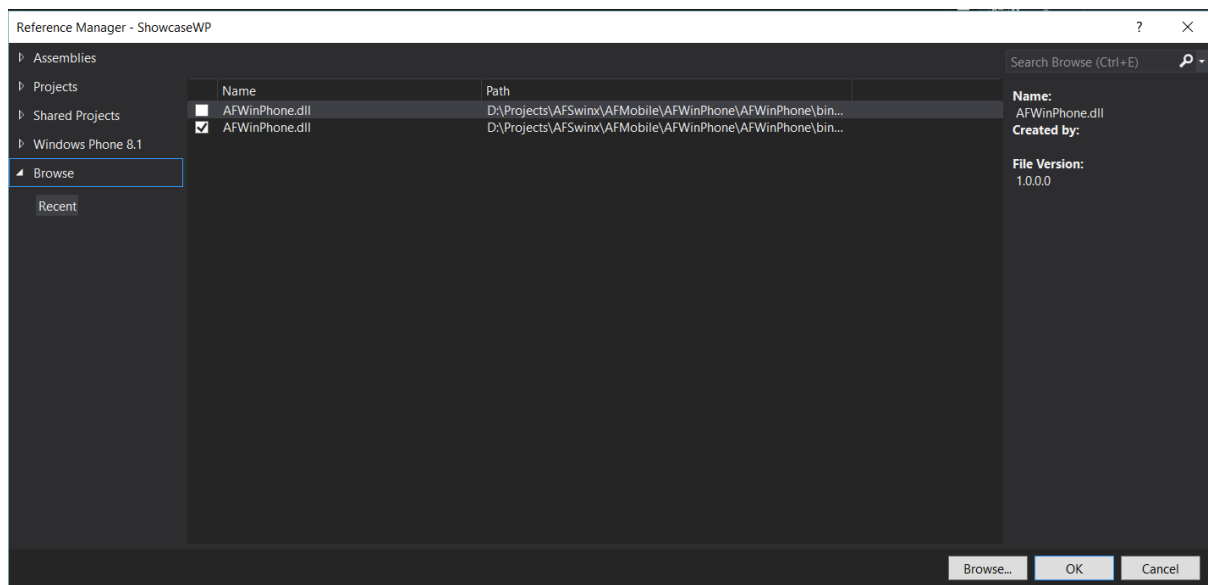 Reference Manager - ShowcaseWP
Assemblies
Projects
Shared Projects
Windows Phone 8.1
Browse
Recent
Name Path
AFWinPhone.dll D:\Projects\AFSwinx\AFMobile\AFWinPhone\AFWinPhone\bin...
AFWinPhone.dll D:\Projects\AFSwinx\AFMobile\AFWinPhone\AFWinPhone\bin...
Search Browse (Ctrl+E)
Name:
AFWinPhone.dll
Created by:
File Version:
1.0.0.0
Browse... OK Cancel